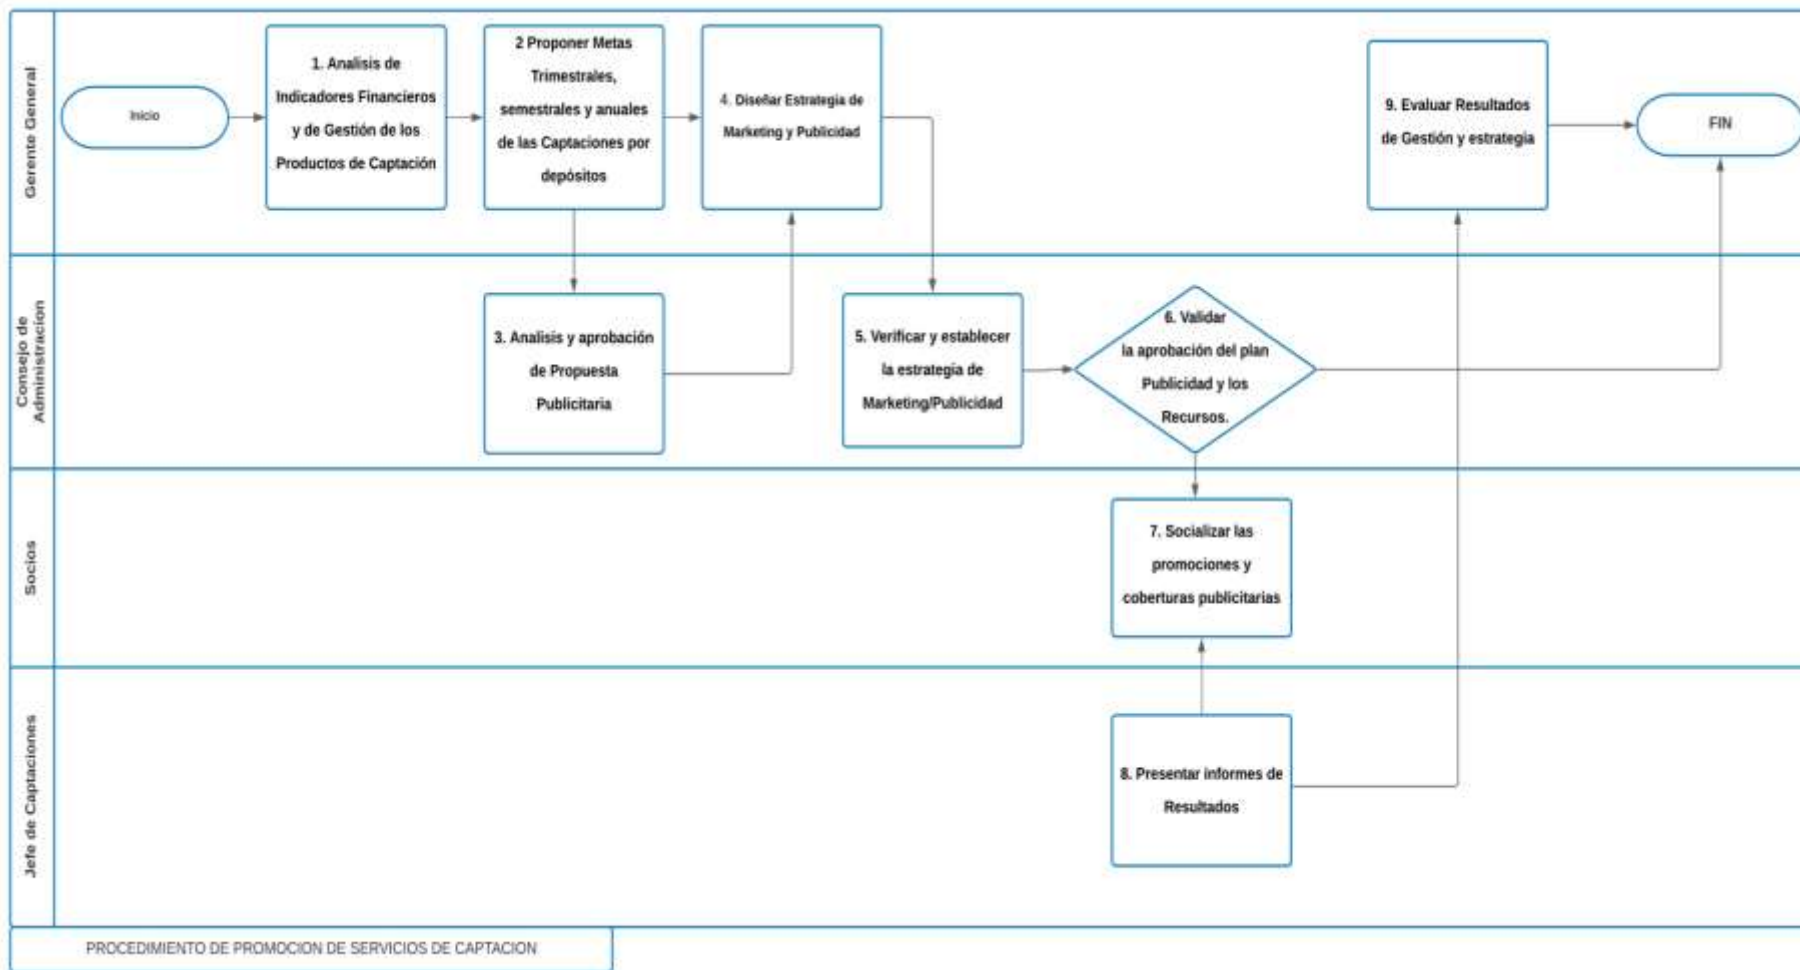 Gerente General
Inicio
1. Analisis de
Indicadores Financieros
y de Gestión de los
Productos de Captación
2 Proponer Metas
Trimestrales,
semestrales y anuales
de las Captaciones por
depósitos
4. Diseñar Estrategia de
Marketing y Publicidad
9. Evaluar Resultados
de Gestión y estrategia
FIN
Consejo de
Administracion
3. Analisis y aprobación
de Propuesta
Publicitaria
5. Verificar y establecer
la estrategia de
Marketing/Publicidad
6. Validar
la aprobación del plan
Publicidad y los
Recursos.
Socios
7. Socializar las
promociones y
coberturas publicitarias
Jefe de Captaciones
8. Presentar informes de
Resultados
PROCEDIMIENTO DE PROMOCION DE SERVICIOS DE CAPTACION